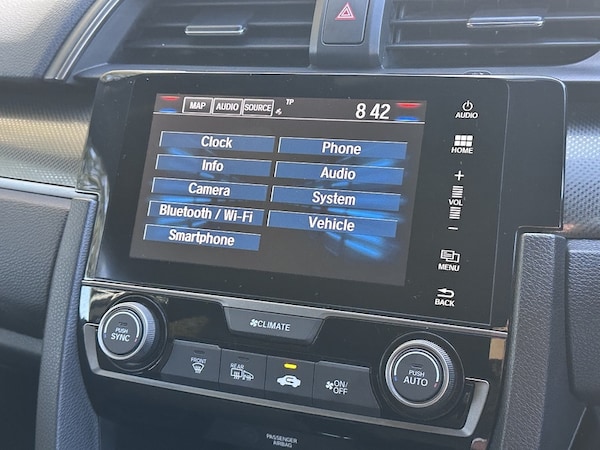 MAP AUDIO SOURCE TP 8 42
AUDIO
HOME
+
VOL
−
MENU
BACK
Clock Phone
Info Audio
Camera System
Bluetooth / Wi-Fi Vehicle
Smartphone
CLIMATE
PUSH
SYNC
FRONT
REAR
ON/
OFF
PUSH
AUTO
PASSENGER
AIRBAG